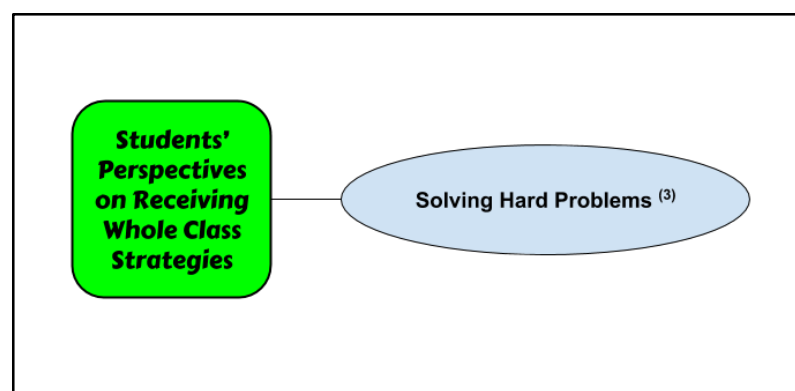 Students’
Perspectives
on Receiving
Whole Class
Strategies
Solving Hard Problems (3)